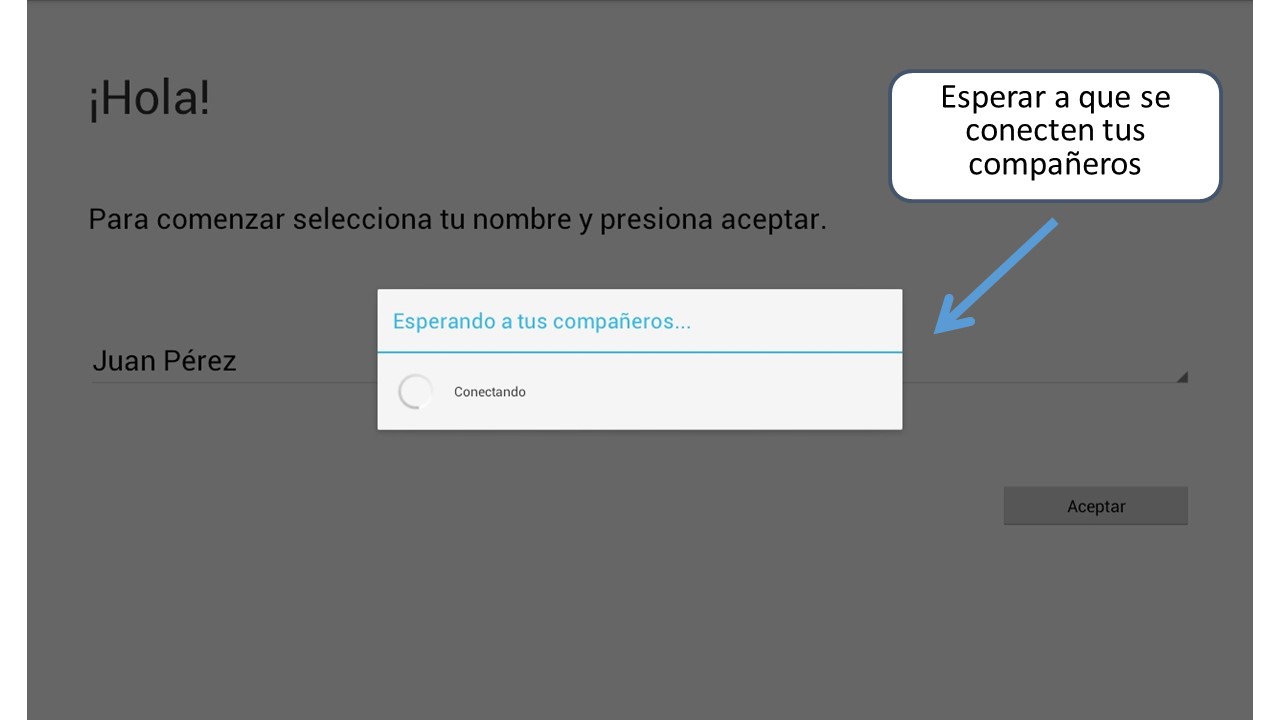 ¡Hola!
Esperar a que se
conecten tus
compañeros
Para comenzar selecciona tu nombre y presiona aceptar.
Esperando a tus compañeros...
Juan Pérez
Conectando
Aceptar